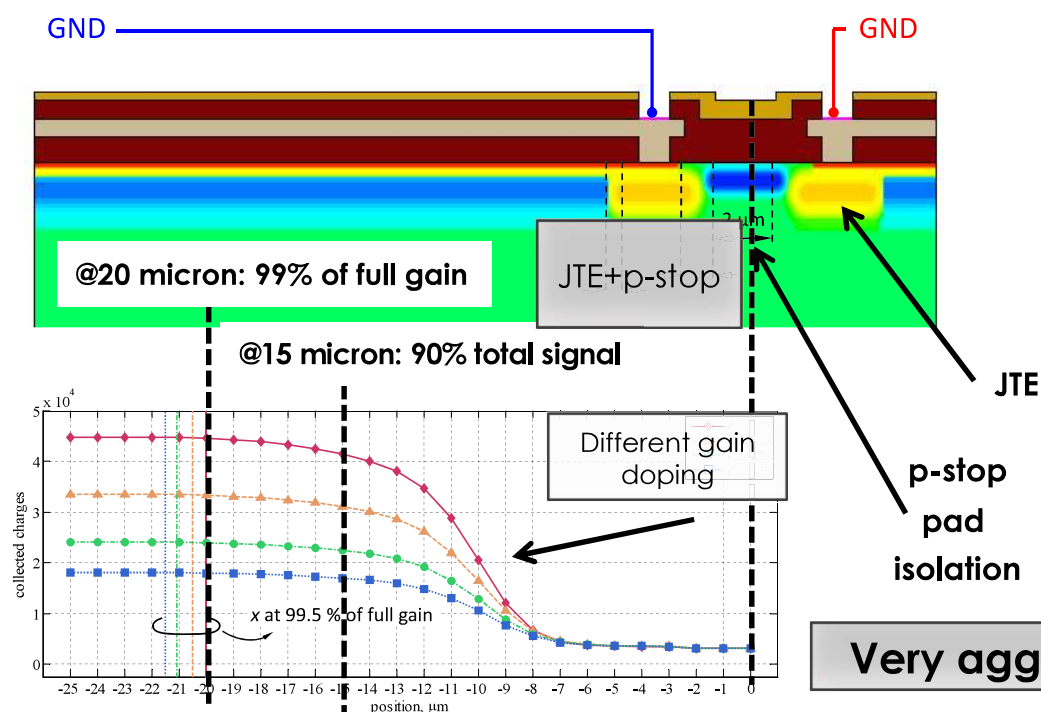 GND
GND
2 μm
@20 micron: 99% of full gain
JTE+p-stop
@15 micron: 90% total signal
JTE
x 10^4
5
4
3
2
1
0
collected charges
Different gain
doping
p-stop
pad
isolation
x at 99.5 % of full gain
Very agg
-25 -24 -23 -22 -21 -20 -19 -18 -17 -16 -15 -14 -13 -12 -11 -10 -9 -8 -7 -6 -5 -4 -3 -2 -1 0
position, μm